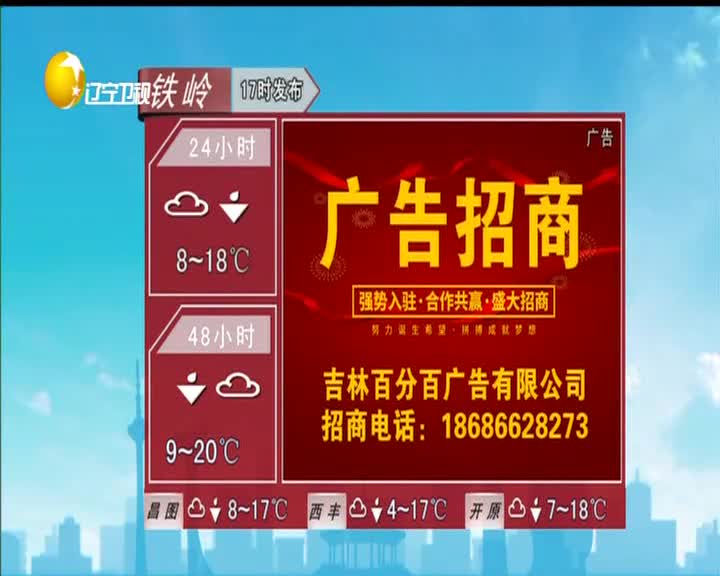 辽宁卫视
铁岭
17时发布
24小时
8~18℃
48小时
9~20℃
广告
广告招商
强势入驻·合作共赢·盛大招商
努力诞生希望·拼搏成就梦想
吉林百分百广告有限公司
招商电话：18686628273
昌图 8~17℃ 西丰 4~17℃ 开原 7~18℃